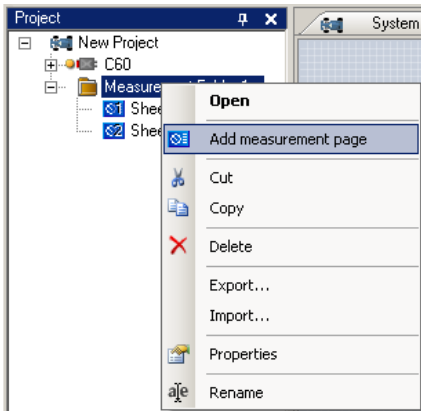 Project
System
New Project
C60
Open
Add measurement page
Cut
Copy
Delete
Export...
Import...
Properties
Rename